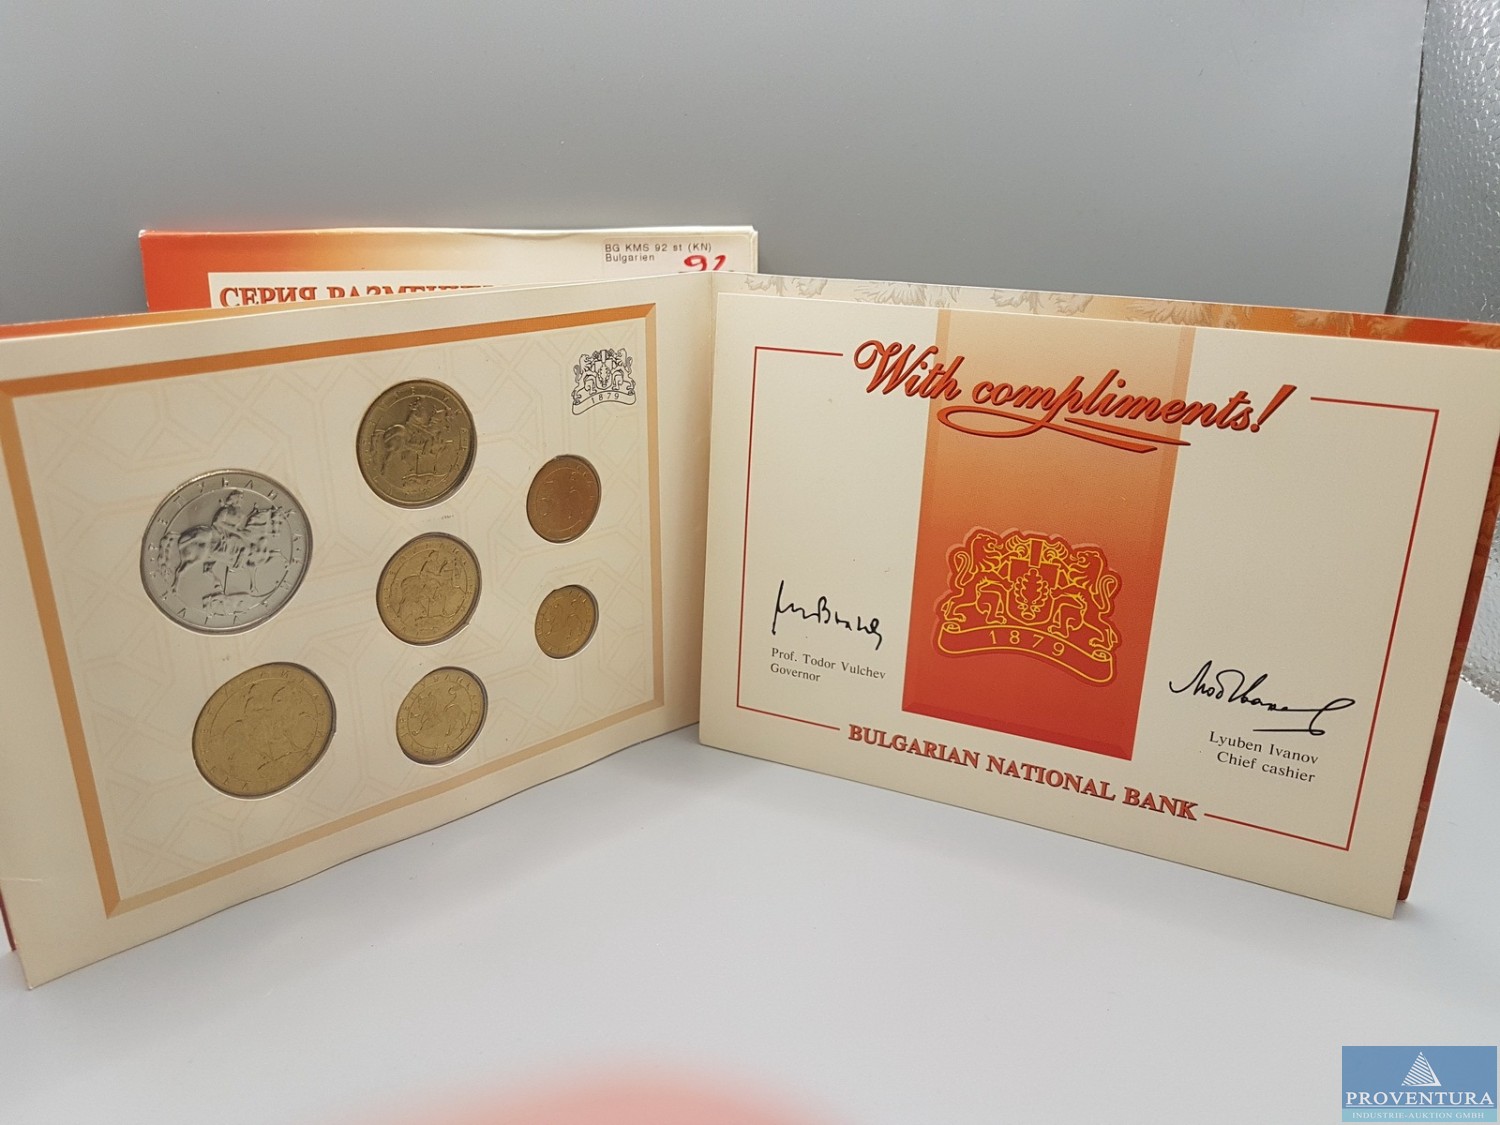 BG KMS 92 st (KN)
Bulgarien
92
СЕРИЯ
1879
With compliments!
1879
Prof. Todor Vulchev
Governor
Lyuben Ivanov
Chief cashier
BULGARIAN NATIONAL BANK
PROVENTURA
INDUSTRIE-AUKTION GMBH